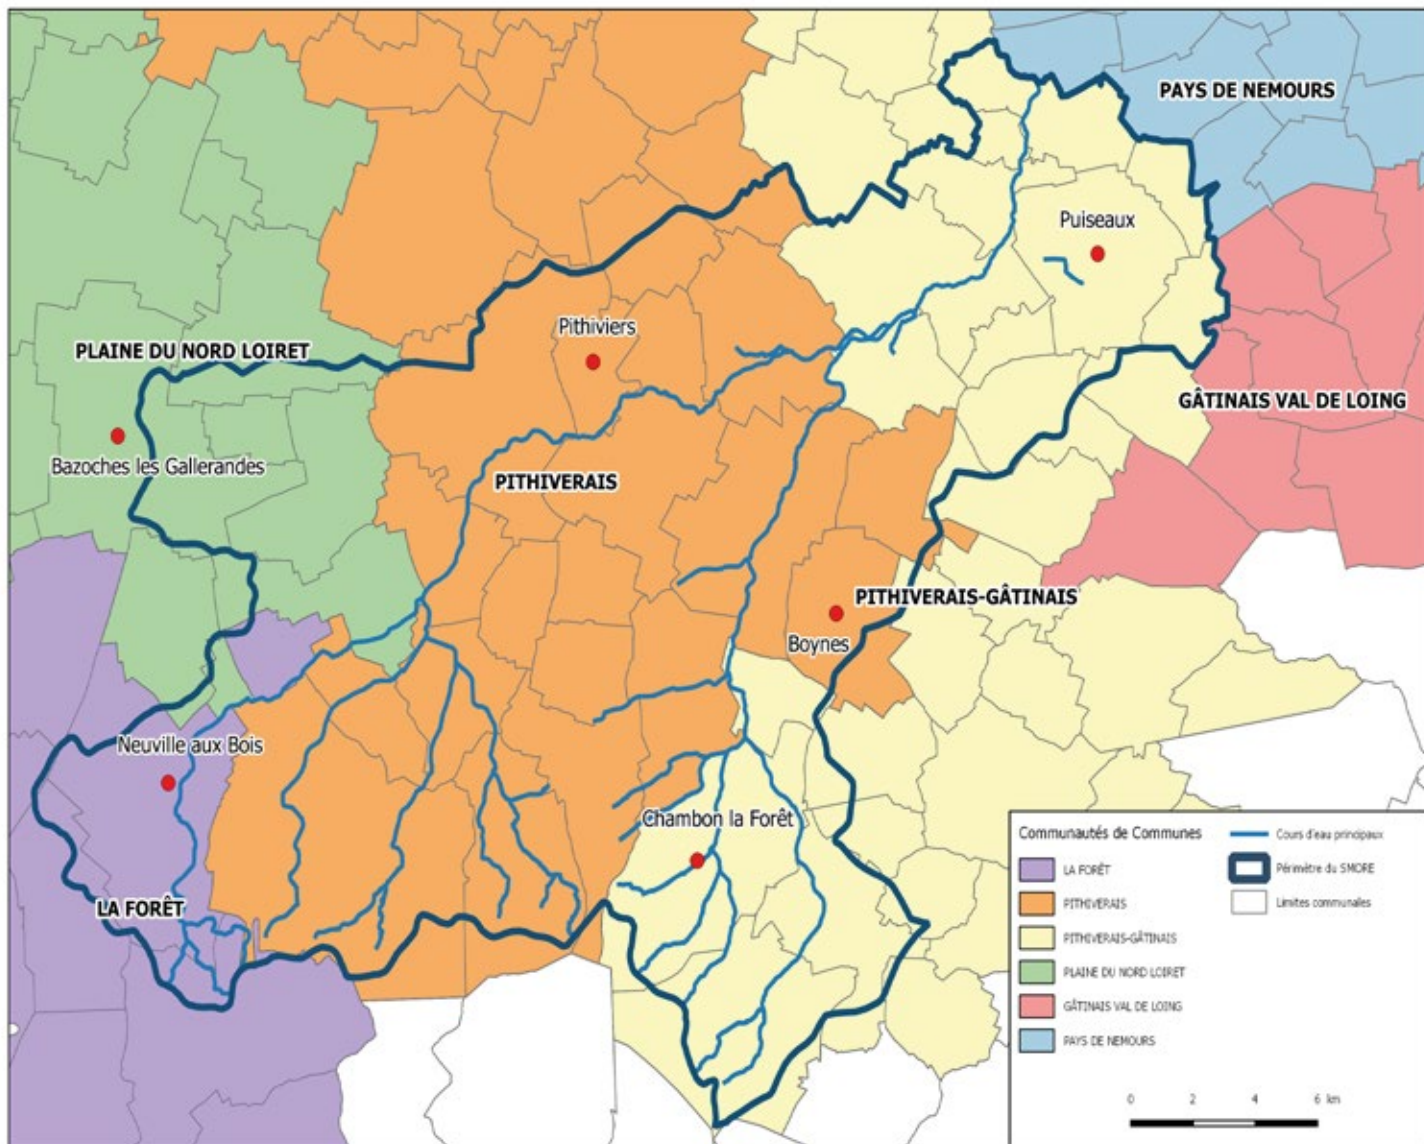 PAYS DE NEMOURS
Puiseaux
Pithiviers
PLAINE DU NORD LOIRET
GÂTINAIS VAL DE LOING
Bazoches les Gallerandes
PITHIVERAIS
PITHIVERAIS-GÂTINAIS
Boynes
Neuville aux Bois
Chambon la Forêt
LA FORÊT
Communautés de Communes
LA FORÊT
PITHIVERAIS
PITHIVERAIS-GÂTINAIS
PLAINE DU NORD LOIRET
GÂTINAIS VAL DE LOING
PAYS DE NEMOURS
Cours d'eau principaux
Périmètre du SMORE
Limites communales
0 2 4 6 km